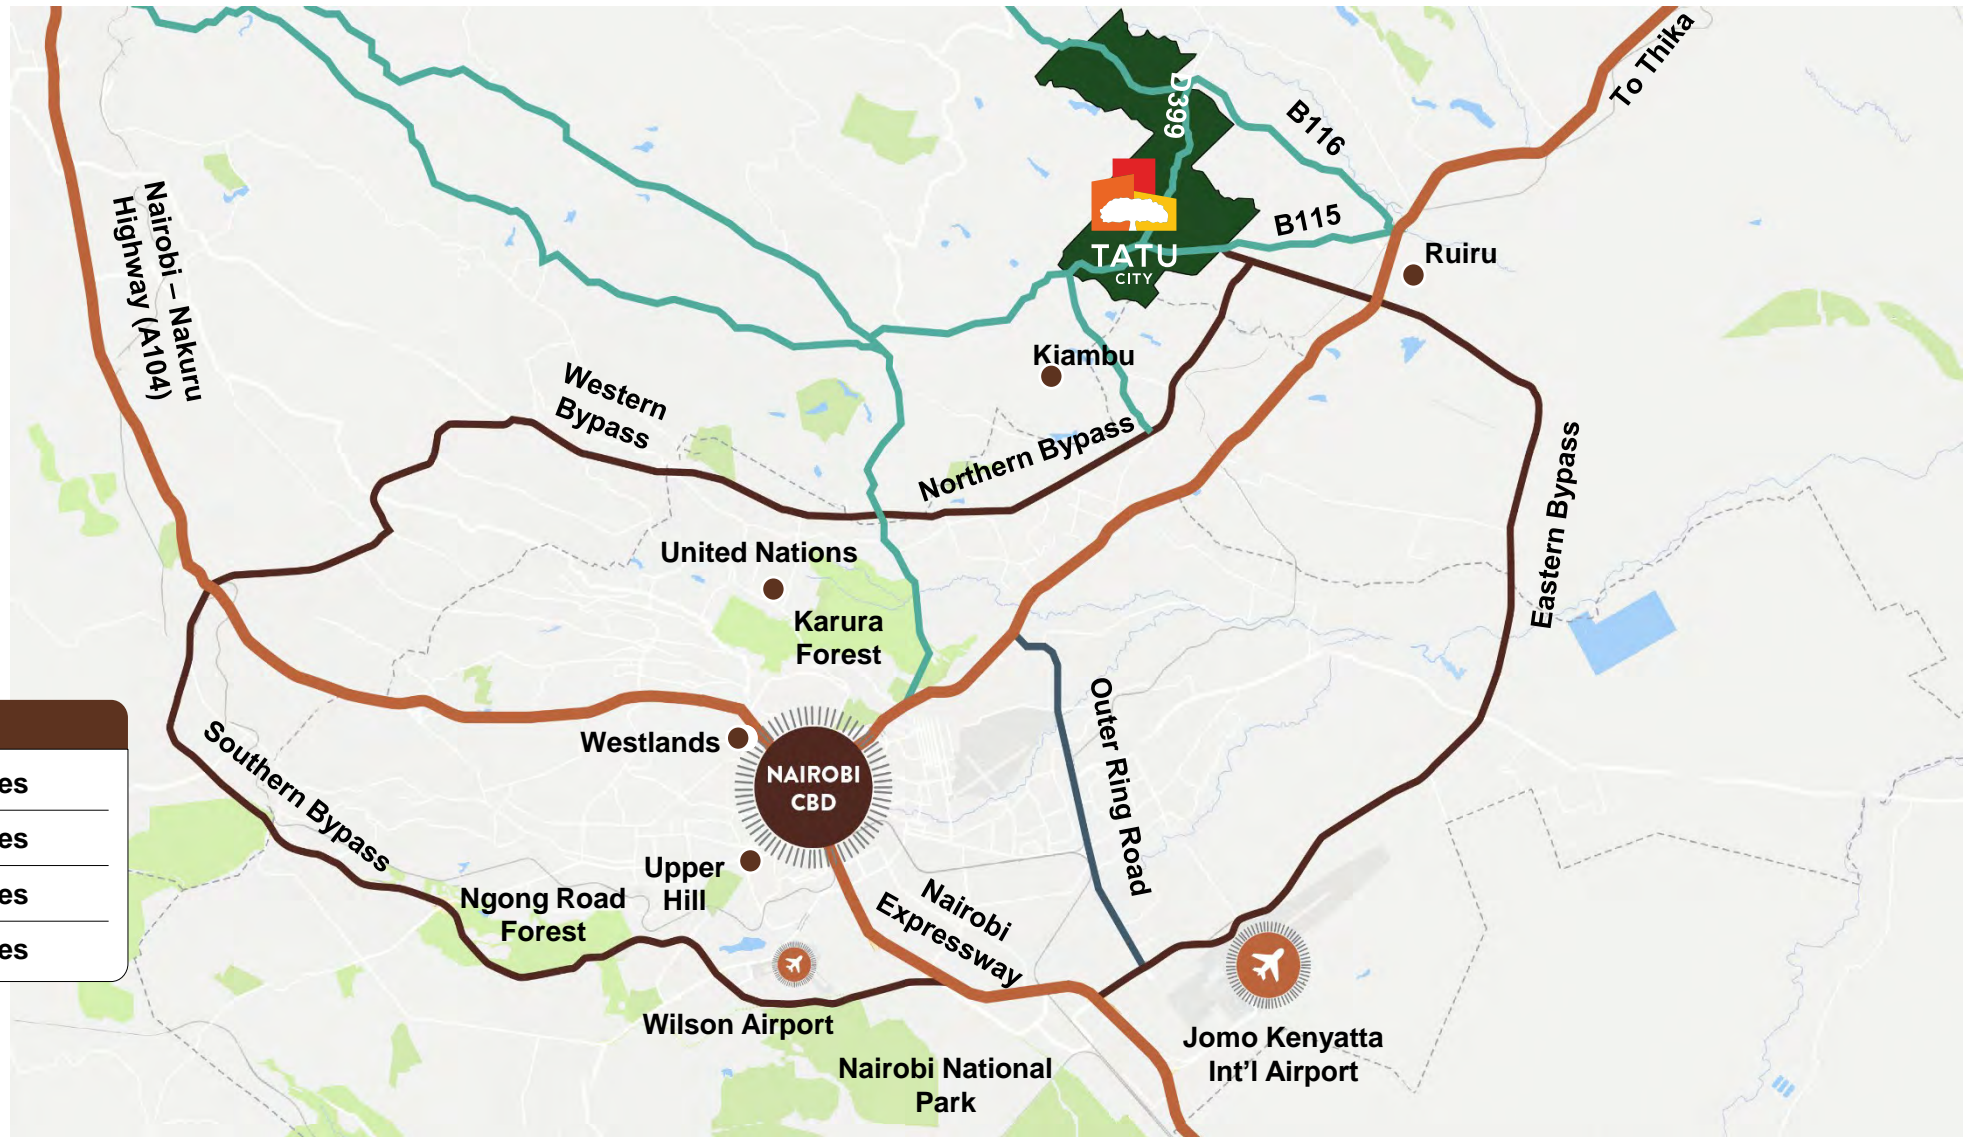 To Thika
D399
B116
Nairobi – Nakuru
Highway (A104)
B115
TATU
CITY
Ruiru
Kiambu
Western
Bypass
Northern Bypass
Eastern Bypass
United Nations
Karura
Forest
Outer Ring Road
Westlands
NAIROBI
CBD
Southern Bypass
Upper
Hill
Ngong Road
Forest
Nairobi
Expressway
Wilson Airport
Jomo Kenyatta
Int'l Airport
Nairobi National
Park
es
es
es
es